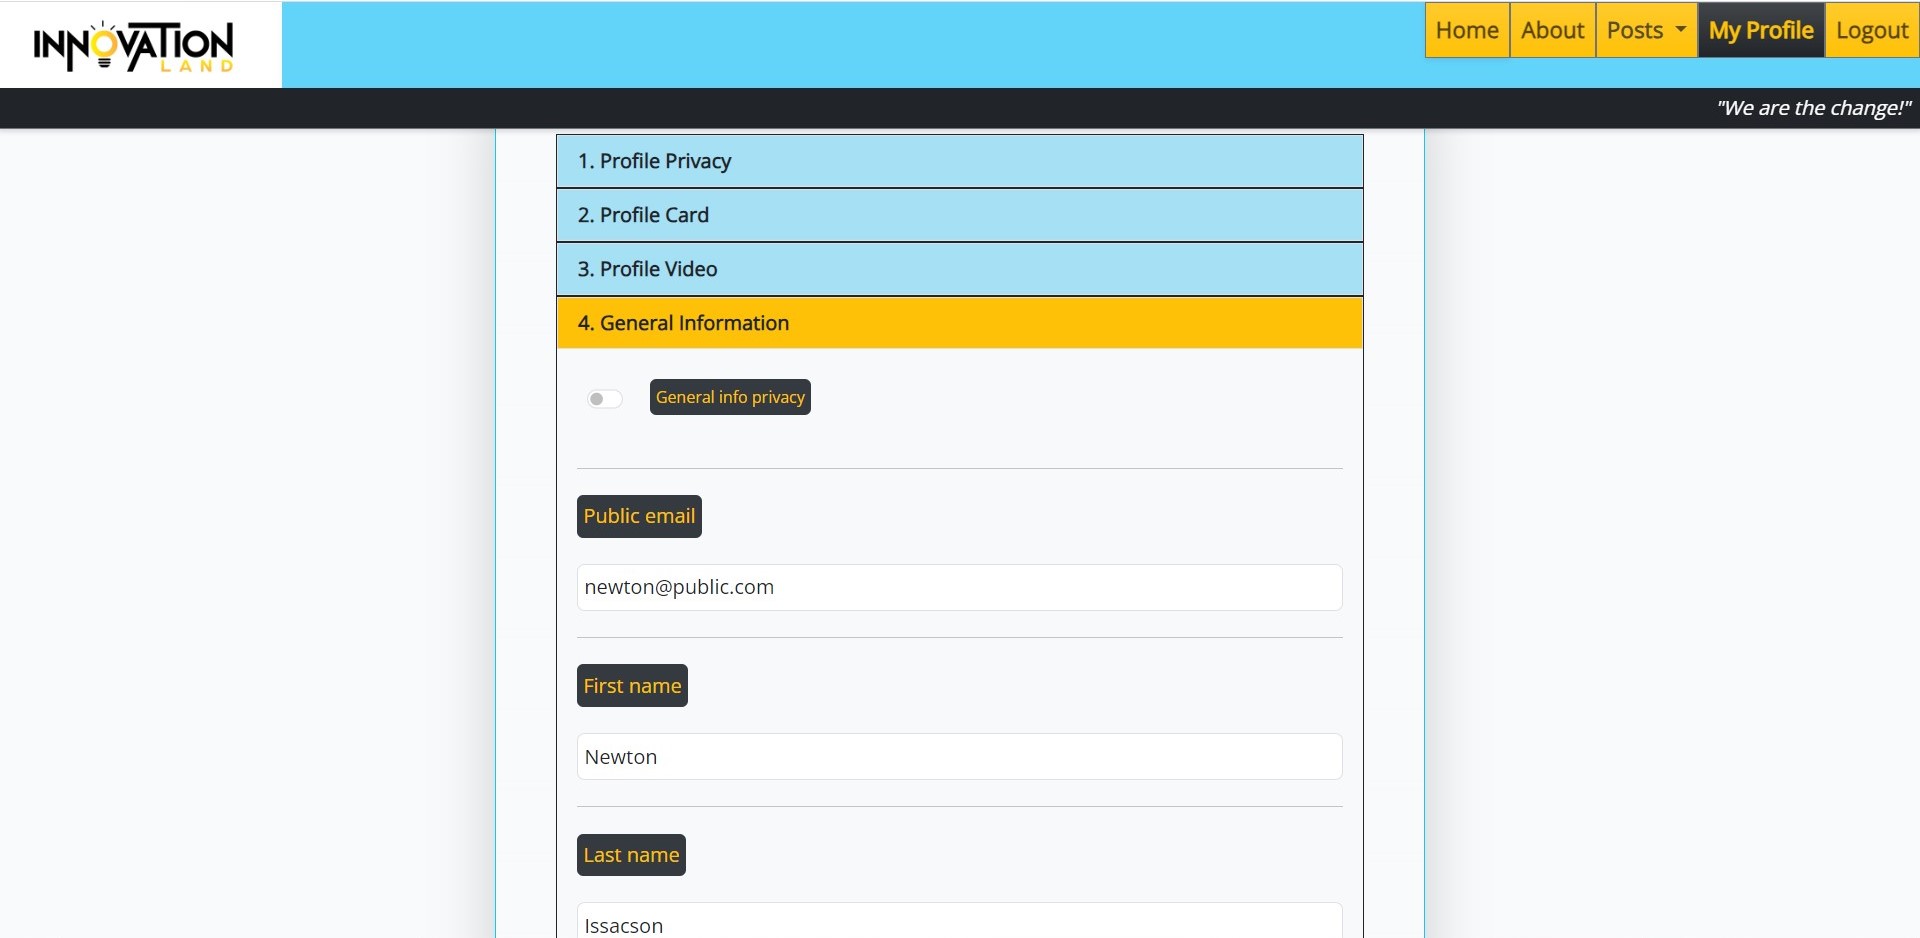 INNOVATION
LAND
Home About Posts My Profile Logout
"We are the change!"
1. Profile Privacy
2. Profile Card
3. Profile Video
4. General Information
General info privacy
Public email
newton@public.com
First name
Newton
Last name
Issacson